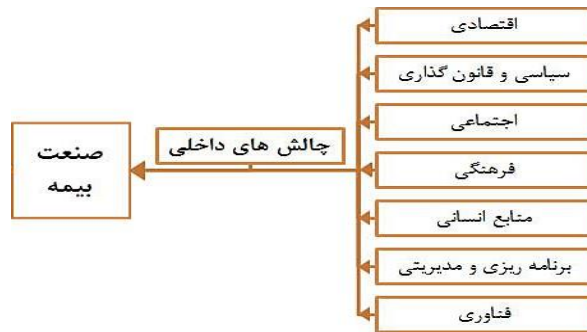 اقتصادی
سیاسی و قانون گذاری
اجتماعی
فرهنگی
منابع انسانی
برنامه ریزی و مدیریتی
فناوری
چالش های داخلی
صنعت
بیمه